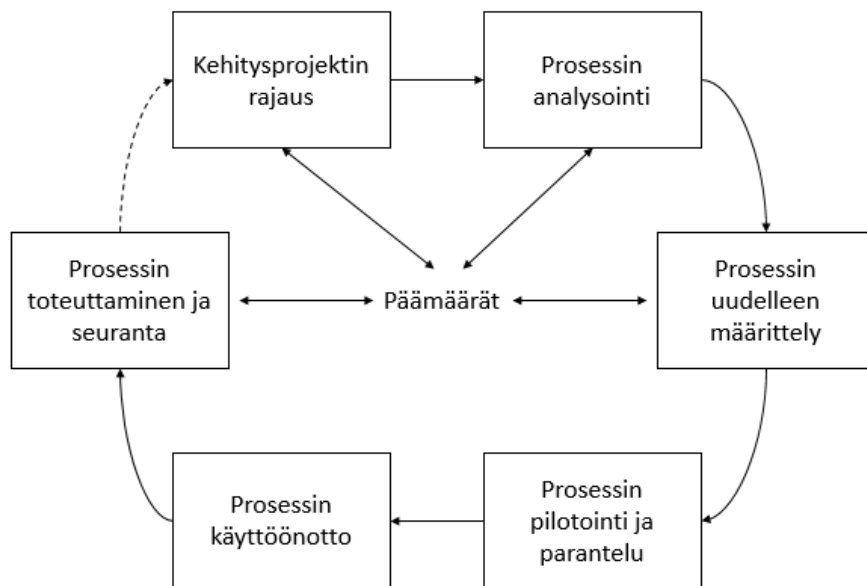 Kehitysprojektin
rajaus
Prosessin
analysointi
Prosessin
toteuttaminen ja
seuranta
Päämäärät
Prosessin
uudelleen
määrittely
Prosessin
käyttöönotto
Prosessin
pilotointi ja
parantelu